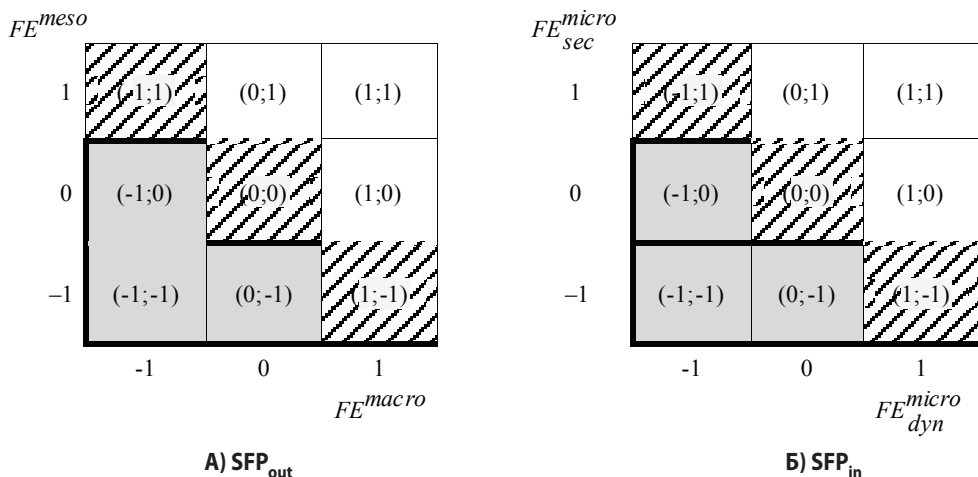 FE^meso
1 (-1;1) (0;1) (1;1)
0 (-1;0) (0;0) (1;0)
–1 (-1;-1) (0;-1) (1;-1)
-1 0 1
FE^macro
А) SFP_out
FE^micro_sec
1 (-1;1) (0;1) (1;1)
0 (-1;0) (0;0) (1;0)
–1 (-1;-1) (0;-1) (1;-1)
-1 0 1
FE^micro_dyn
Б) SFP_in